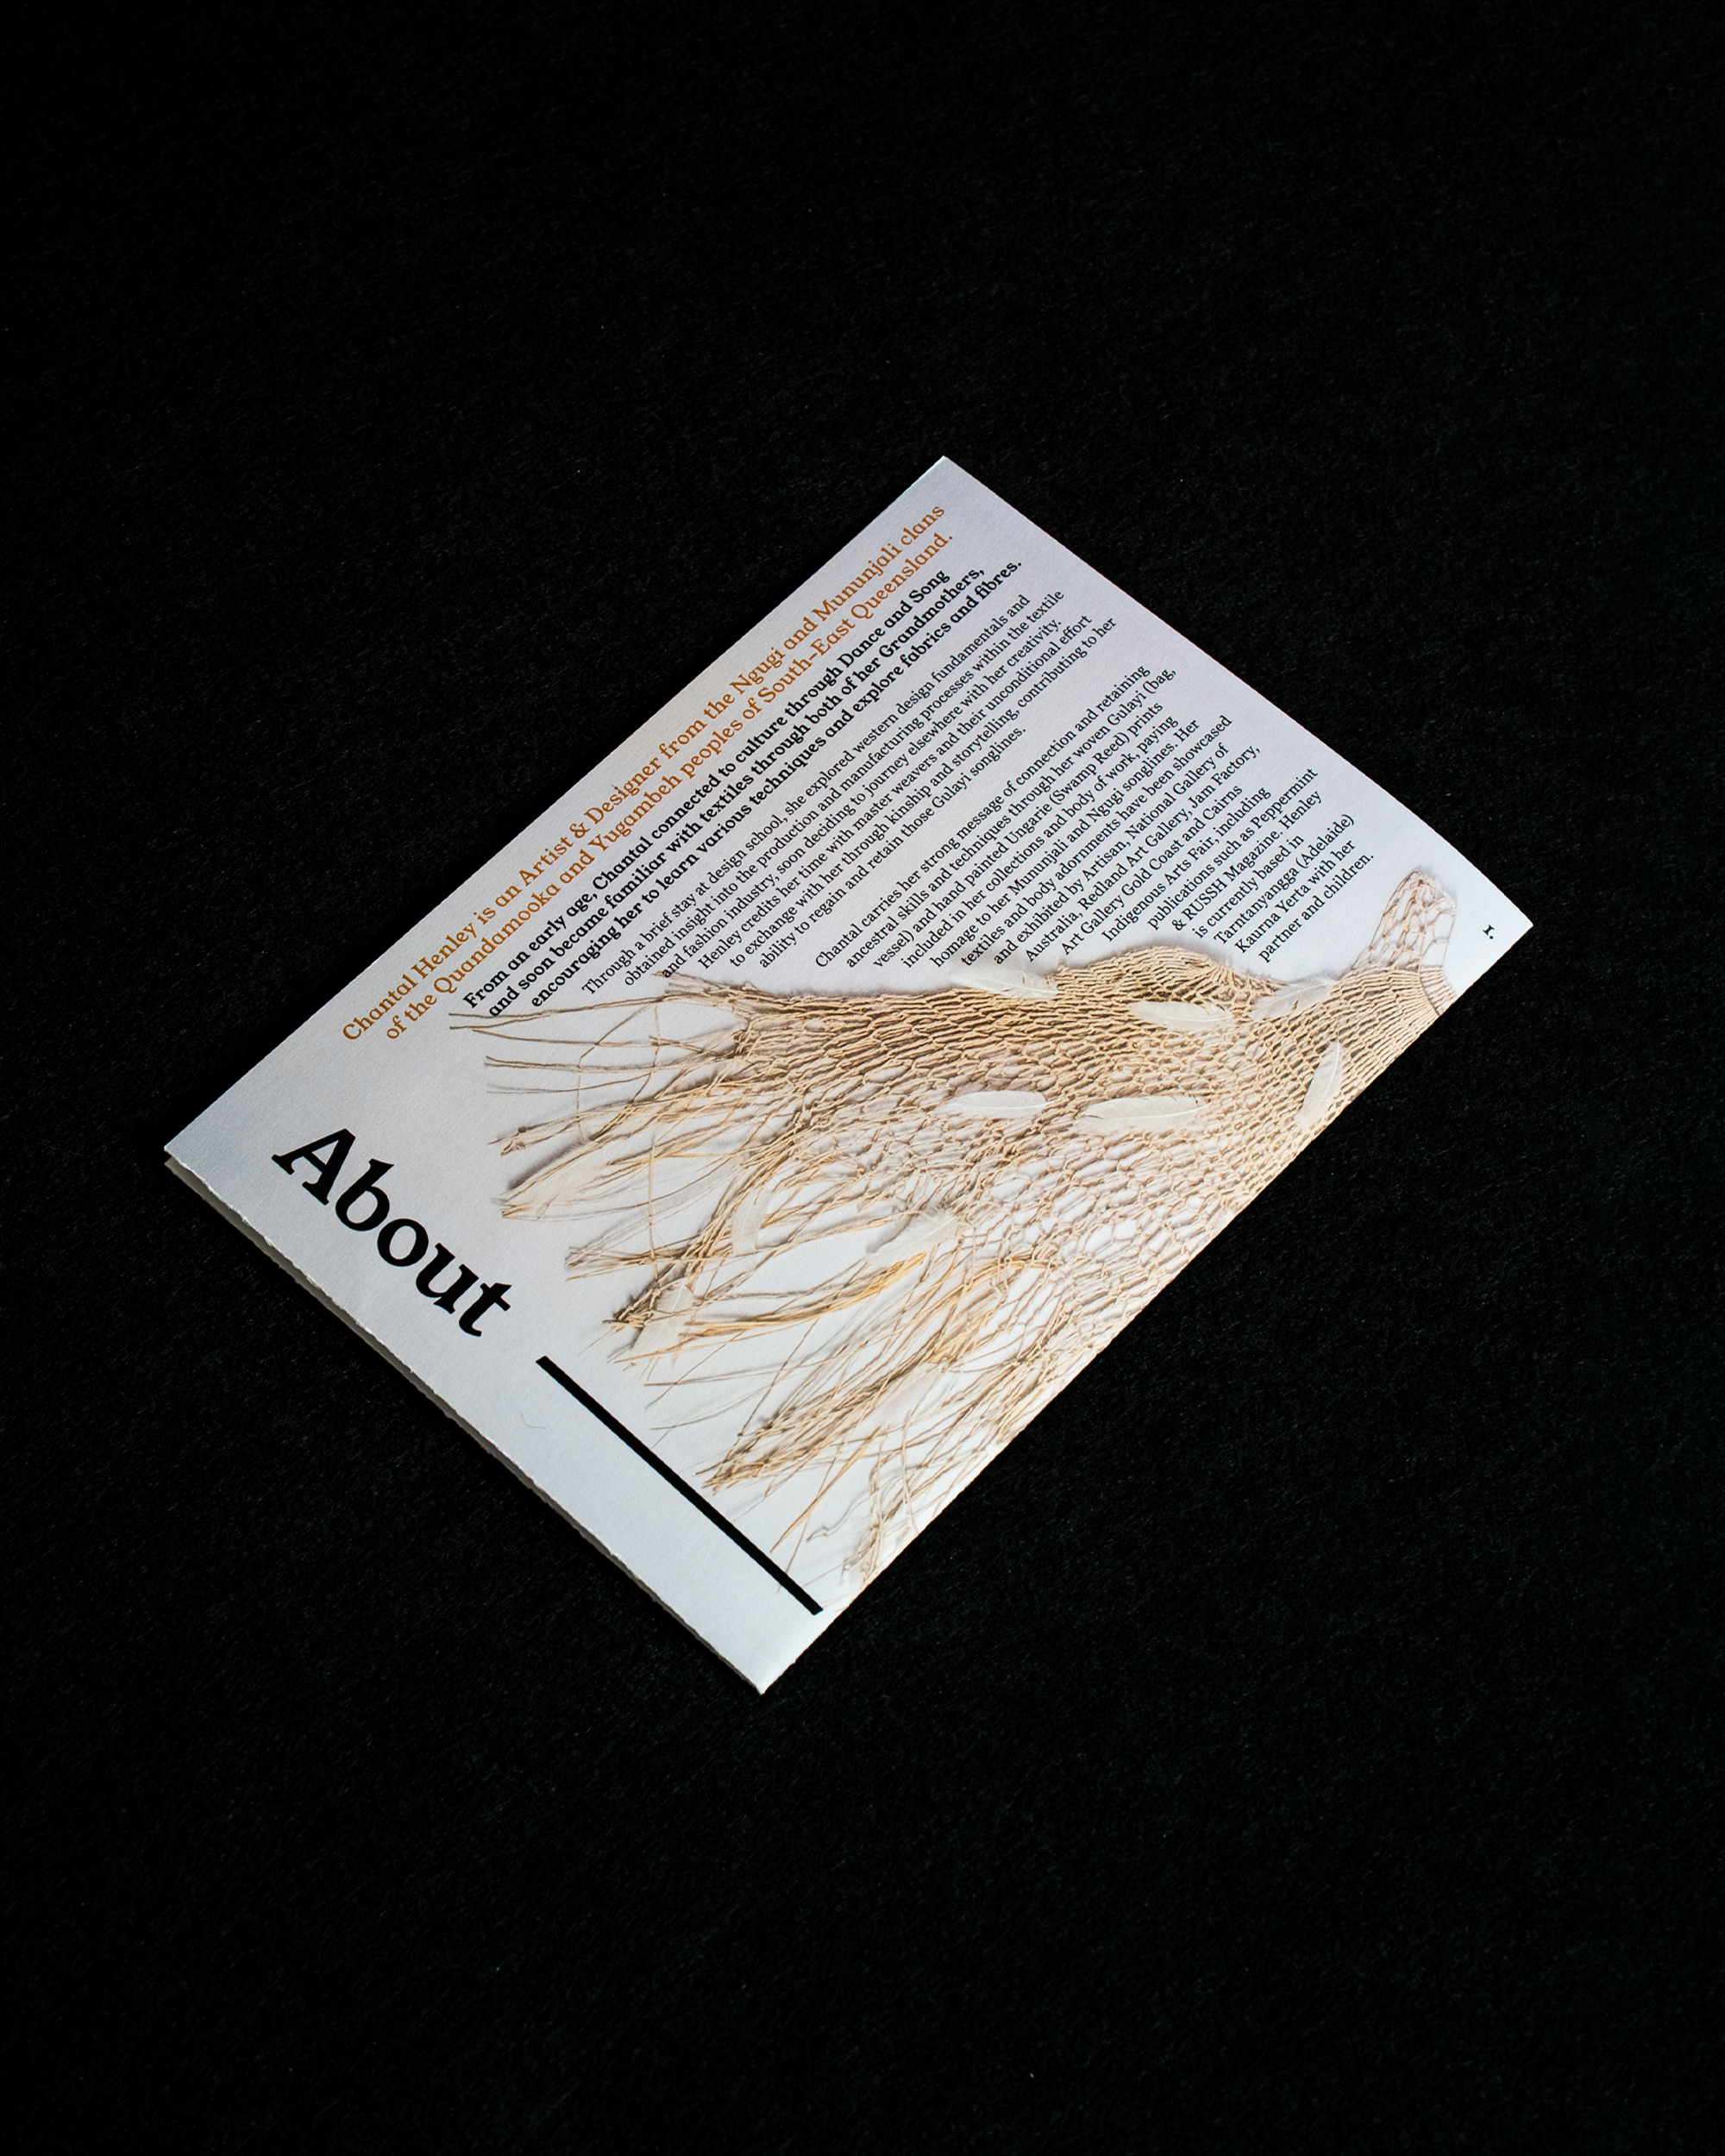 About
Chantal Henley is an Artist & Designer from the Ngugi and Mununjali clans
of the Quandamooka and Yugambeh peoples of South-East Queensland.
From an early age, Chantal connected to culture through Dance and Song
and soon became familiar with textiles through both of her Grandmothers,
encouraging her to learn various techniques and explore fabrics and fibres.
Through a brief stay at design school, she explored western design fundamentals and
obtained insight into the production and manufacturing processes within the textile
and fashion industry, soon deciding to journey elsewhere with her creativity.
Henley credits her time with master weavers and their unconditional effort
to exchange with her through kinship and storytelling, contributing to her
ability to regain and retain those Gulayi songlines.
Chantal carries her strong message of connection and retaining
ancestral skills and techniques through her woven Gulayi (bag,
vessel) and hand painted Ungarie (Swamp Reed) prints
included in her collections and body of work, paying
homage to her Mununjali and Ngugi songlines. Her
textiles and body adornments have been showcased
and exhibited by Artisan, National Gallery of
Australia, Redland Art Gallery, Jam Factory,
Art Gallery Gold Coast and Cairns
Indigenous Arts Fair, including
publications such as Peppermint
& RUSSH Magazine. Henley
is currently based in
Tarntanyangga (Adelaide)
Kaurna Yerta with her
partner and children.
1.